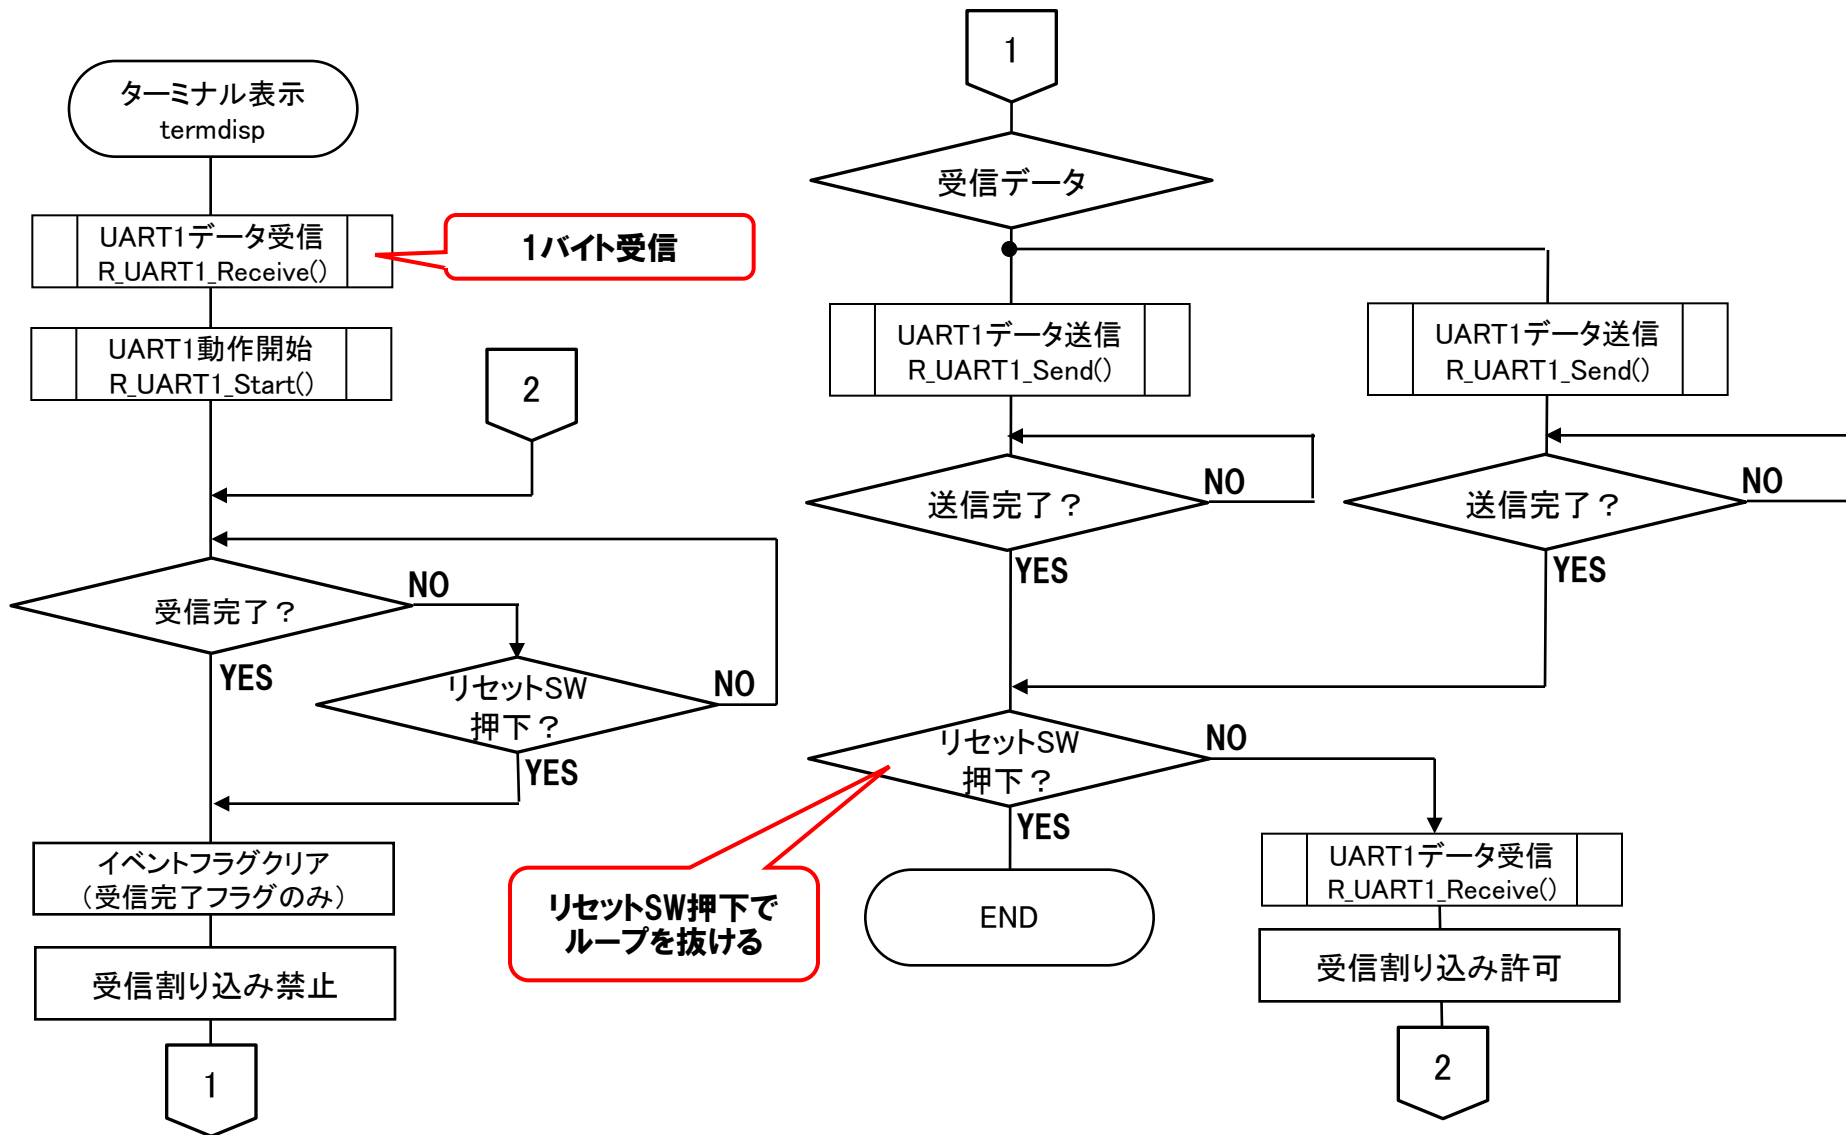 ターミナル表示
termdisp
UART1データ受信
R_UART1_Receive()
1バイト受信
UART1動作開始
R_UART1_Start()
2
受信完了？
NO
YES
リセットSW
押下？
NO
YES
イベントフラグクリア
(受信完了フラグのみ)
受信割り込み禁止
1
1
受信データ
UART1データ送信
R_UART1_Send()
UART1データ送信
R_UART1_Send()
送信完了？
NO
YES
送信完了？
NO
YES
リセットSW
押下？
NO
YES
リセットSW押下で
ループを抜ける
END
UART1データ受信
R_UART1_Receive()
受信割り込み許可
2